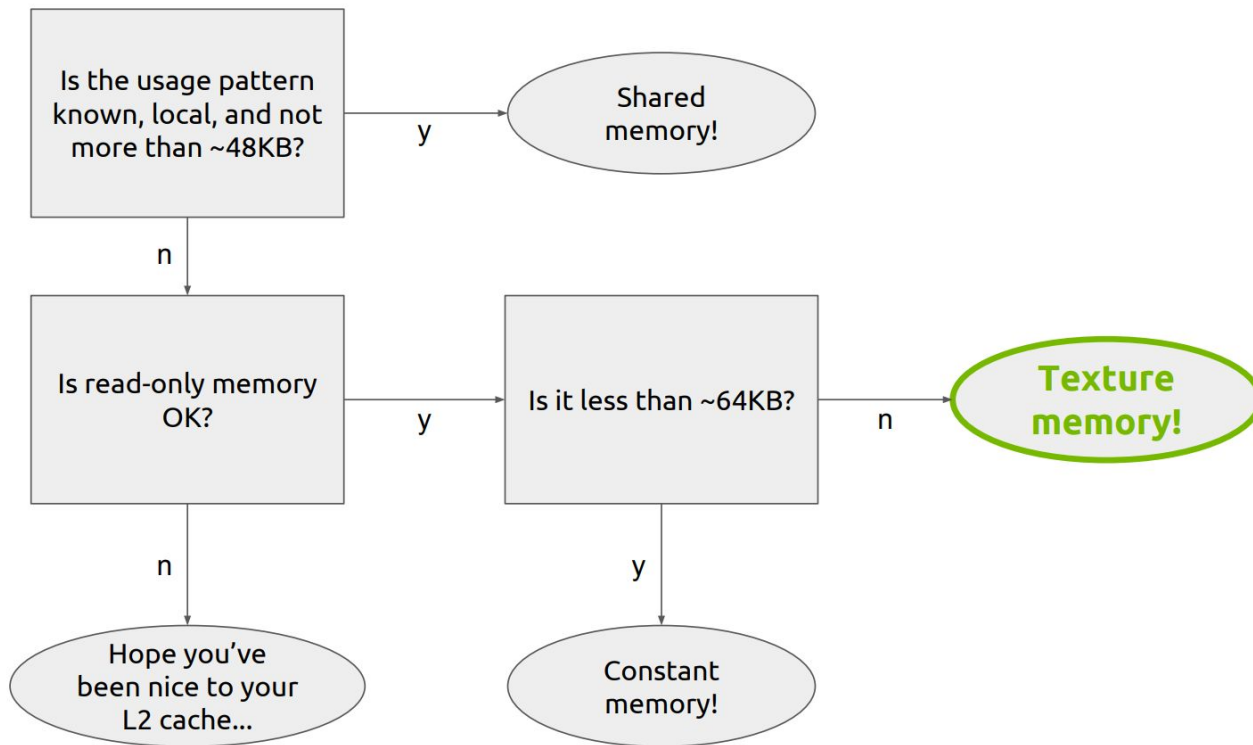 Is the usage pattern
known, local, and not
more than ~48KB?
y
Shared
memory!
n
Is read-only memory
OK?
y
Is it less than ~64KB?
n
Texture
memory!
n
y
Hope you’ve
been nice to your
L2 cache...
Constant
memory!